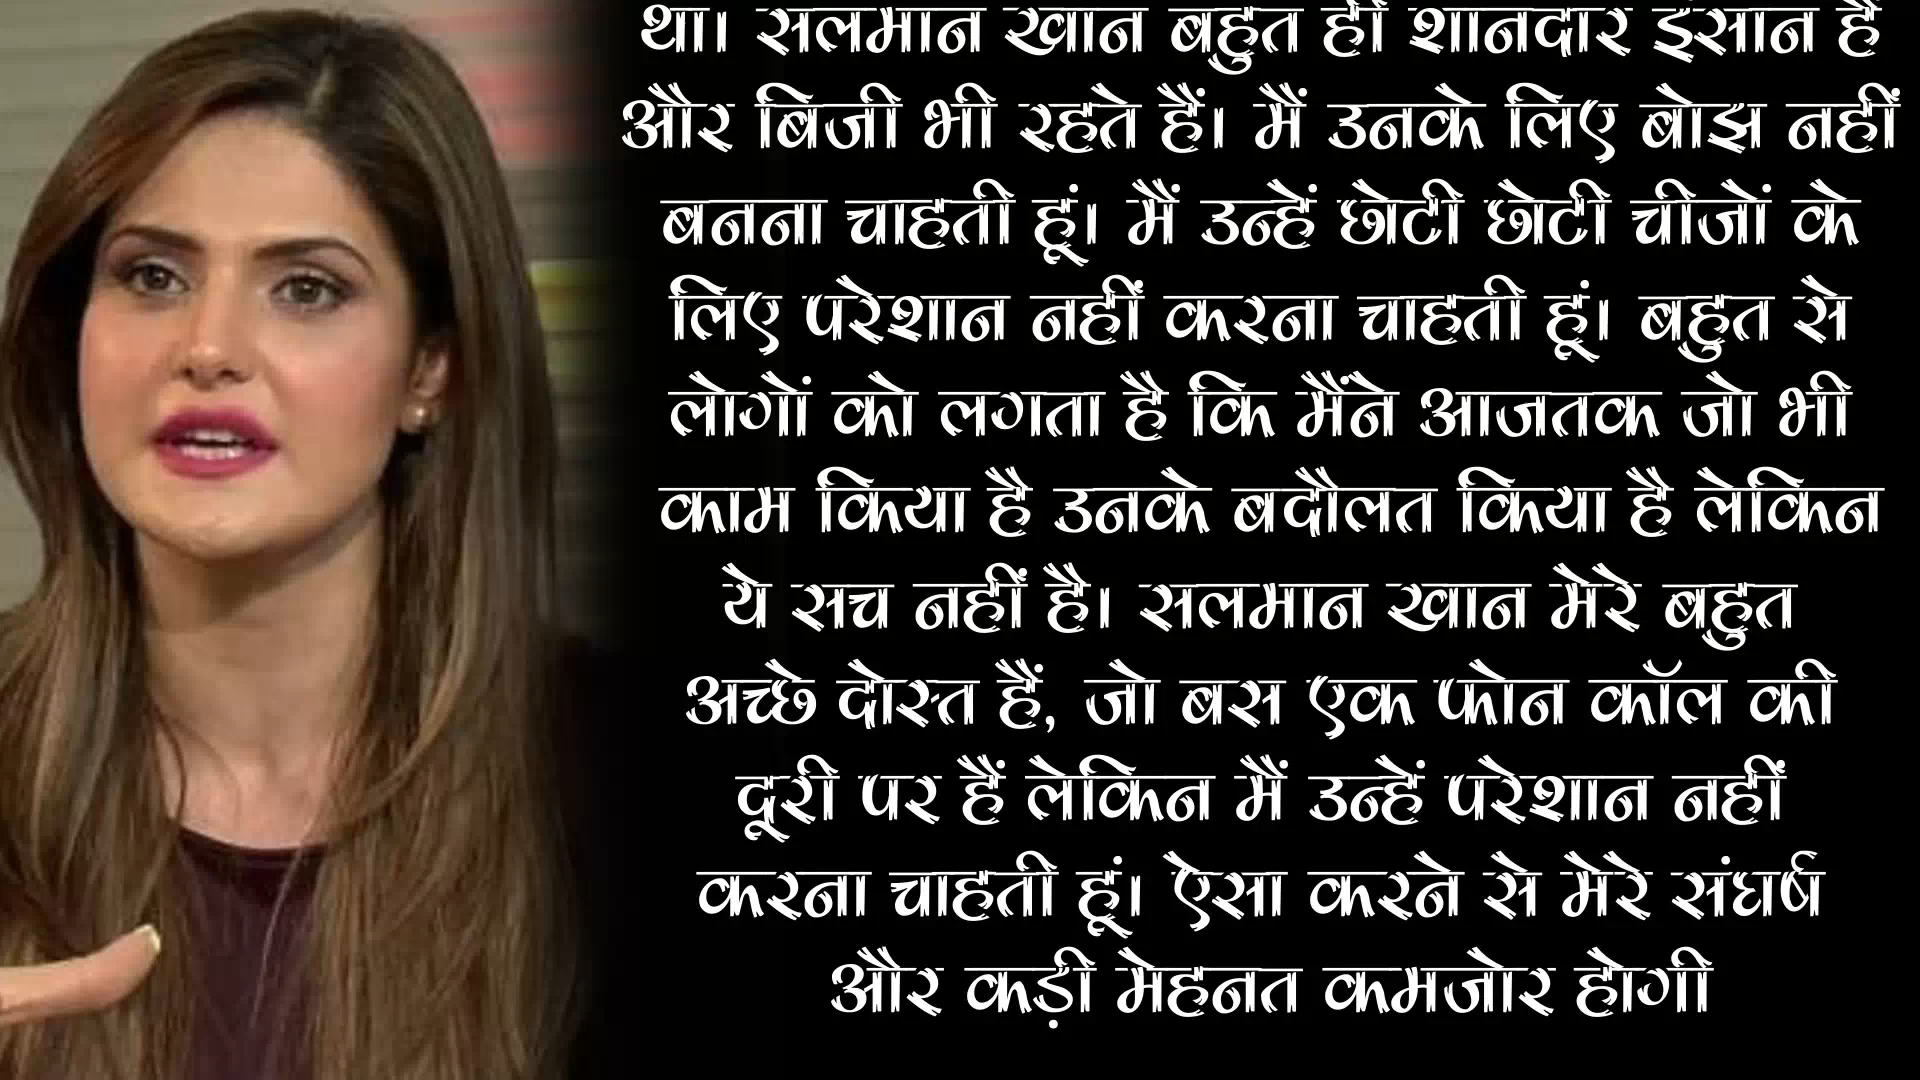 था। सलमान खान बहुत ही शानदार इंसान हैं
और बिजी भी रहते हैं। मैं उनके लिए बोझ नहीं
बनना चाहती हूं। मैं उन्हें छोटी छोटी चीजों के
लिए परेशान नहीं करना चाहती हूं। बहुत से
लोगों को लगता है कि मैंने आजतक जो भी
काम किया है उनके बदौलत किया है लेकिन
ये सच नहीं है। सलमान खान मेरे बहुत
अच्छे दोस्त हैं, जो बस एक फोन कॉल की
दूरी पर हैं लेकिन मैं उन्हें परेशान नहीं
करना चाहती हूं। ऐसा करने से मेरे संघर्ष
और कड़ी मेहनत कमजोर होगी